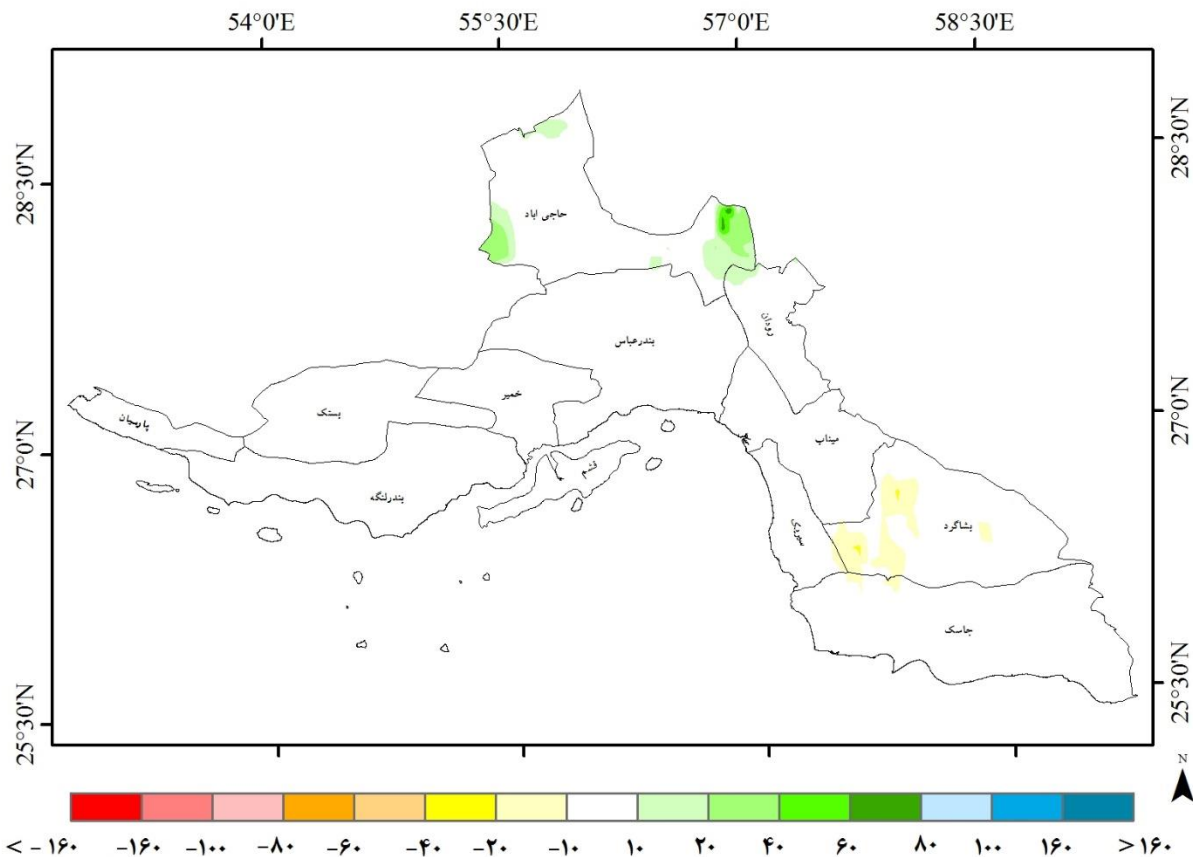 54°0'E 55°30'E 57°0'E 58°30'E
28°30'N
28°30'N
حاجی اباد
رودان
بندرعباس
خمیر
بستک
پارسیان
27°0'N
27°0'N
میناب
قشم
بندرلنگه
سیریک
بشاگرد
جاسک
25°30'N
25°30'N
N
< -۱۶۰ -۱۶۰ -۱۰۰ -۸۰ -۶۰ -۴۰ -۲۰ -۱۰ ۱۰ ۲۰ ۴۰ ۶۰ ۸۰ ۱۰۰ ۱۶۰ >۱۶۰